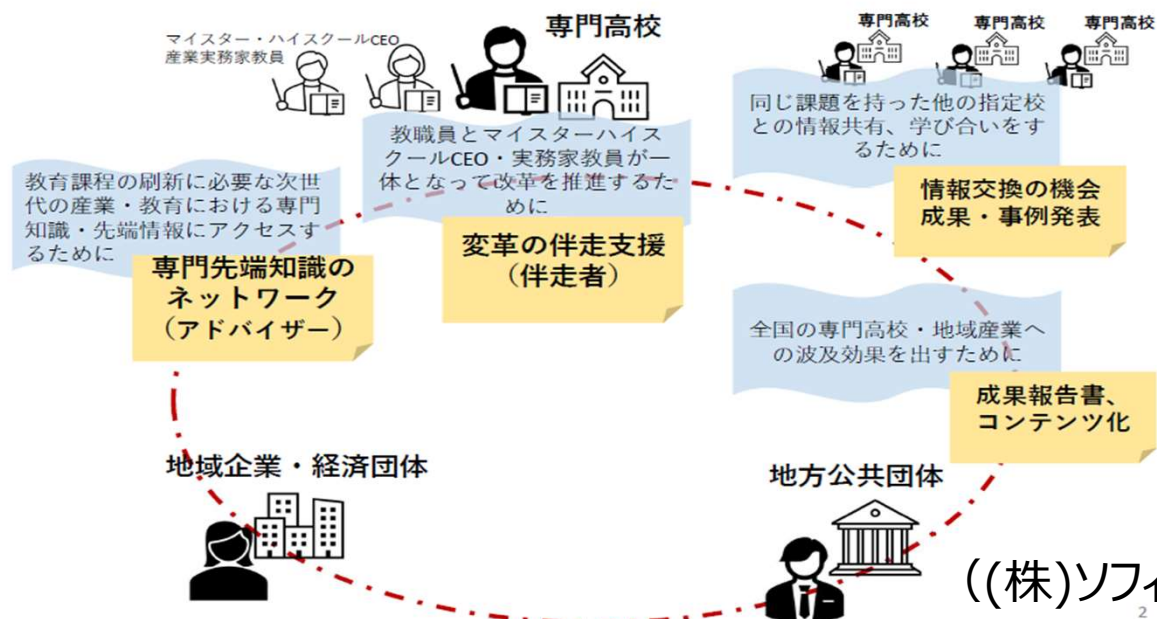 マイスター・ハイスクールCEO
産業実務家教員
専門高校
専門高校
専門高校
専門高校
教育課程の刷新に必要な次世
代の産業・教育における専門
知識・先端情報にアクセスす
るために
専門先端知識の
ネットワーク
（アドバイザー）
教職員とマイスターハイス
クールCEO・実務家教員が一
体となって改革を推進するた
めに
変革の伴走支援
（伴走者）
同じ課題を持った他の指定校
との情報共有、学び合いをす
るために
情報交換の機会
成果・事例発表
全国の専門高校・地域産業へ
の波及効果を出すために
成果報告書、
コンテンツ化
地域企業・経済団体
地方公共団体
((株)ソフィ
2